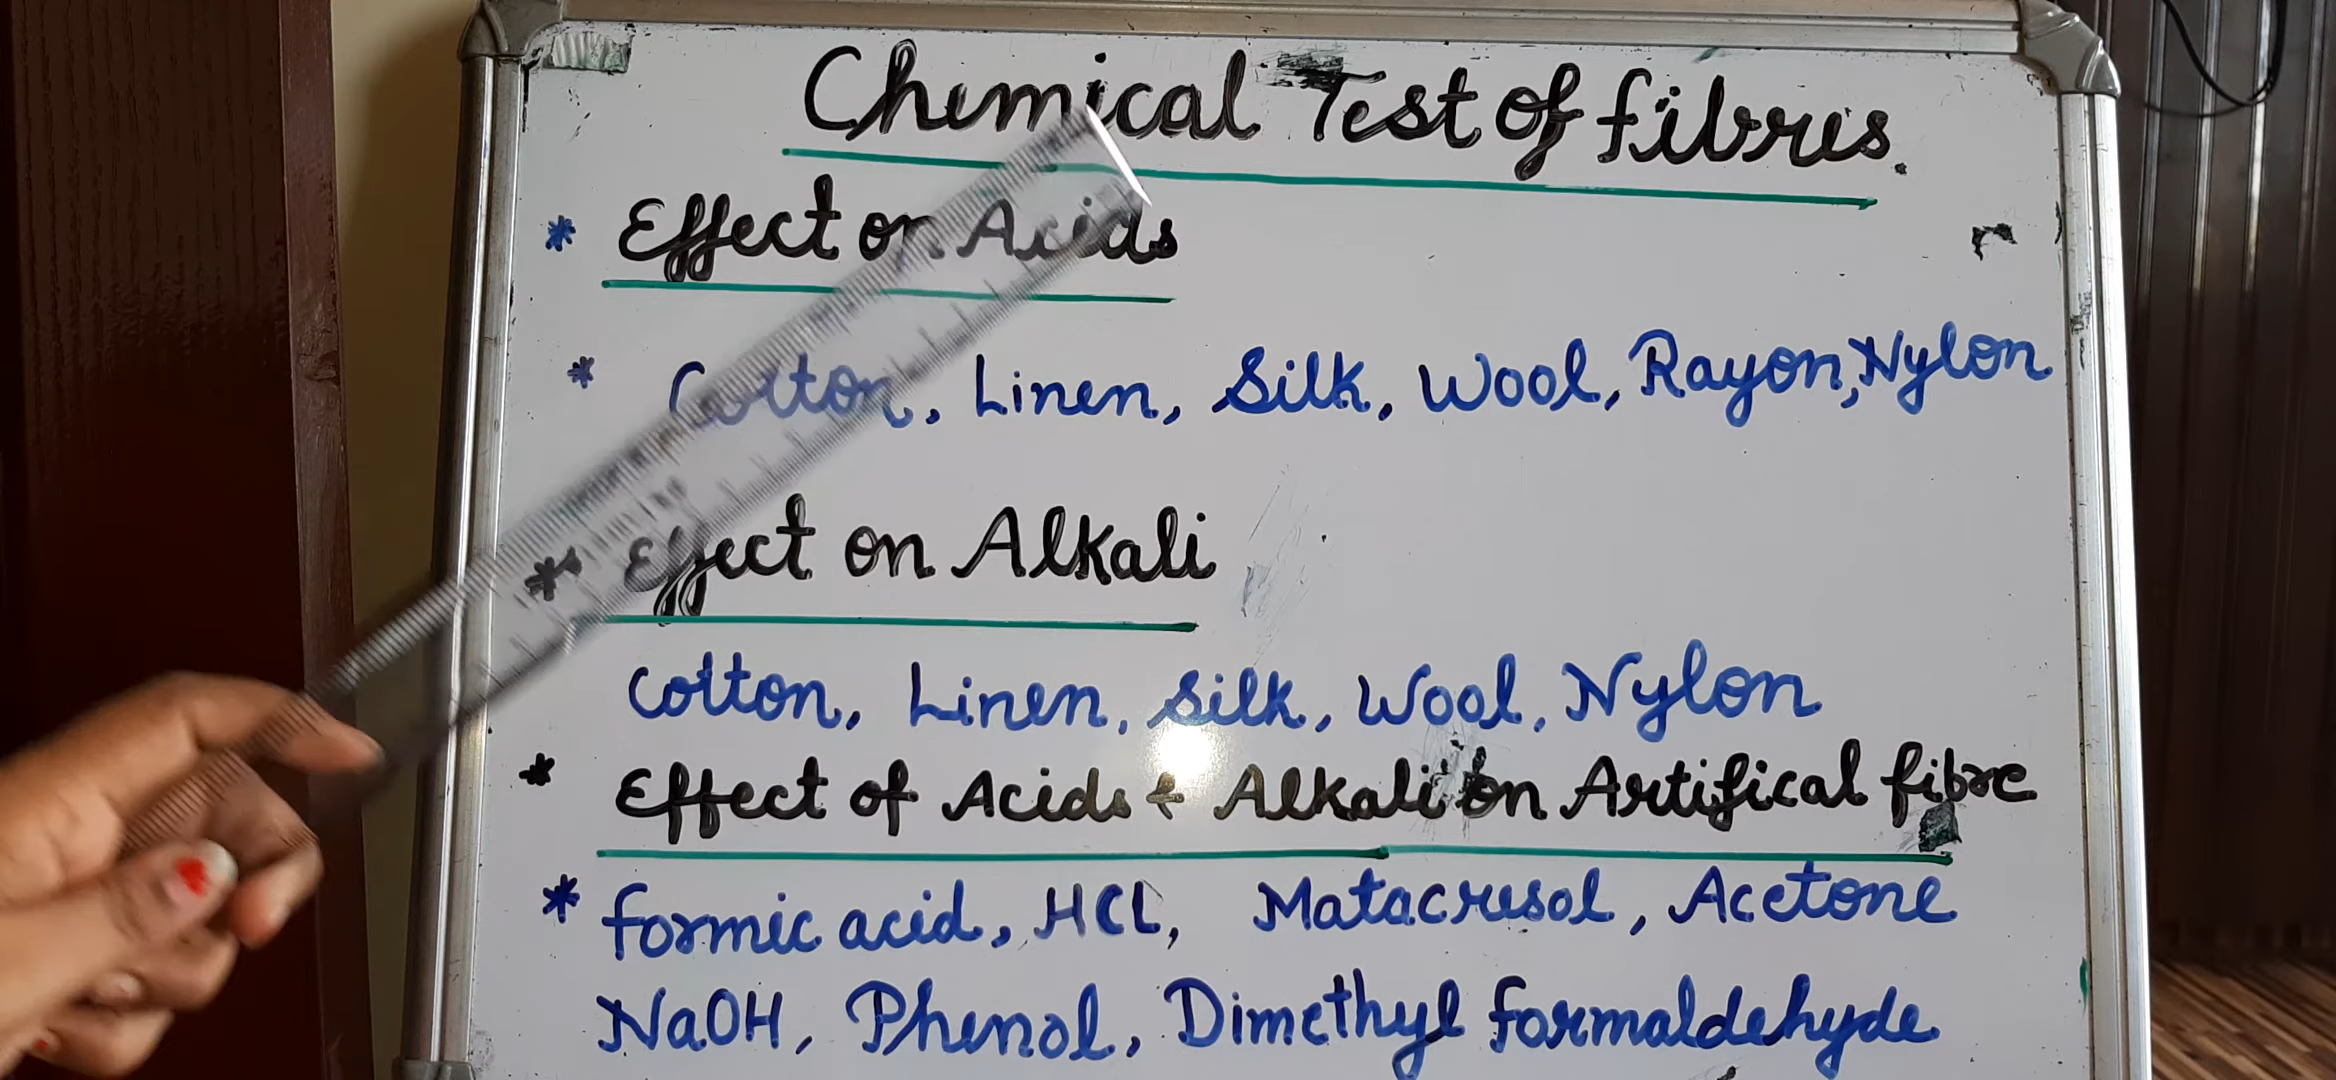 Chemical Test of fibres.
* Effect on Acids
* Cotton, Linen, Silk, Wool, Rayon, Nylon
* Effect on Alkali
Cotton, Linen, Silk, Wool, Nylon
* Effect of Acids & Alkali on Artifical fibre
* formic acid, HCL, Matacresol, Acetone
NaOH, Phenol, Dimethyl formaldehyde